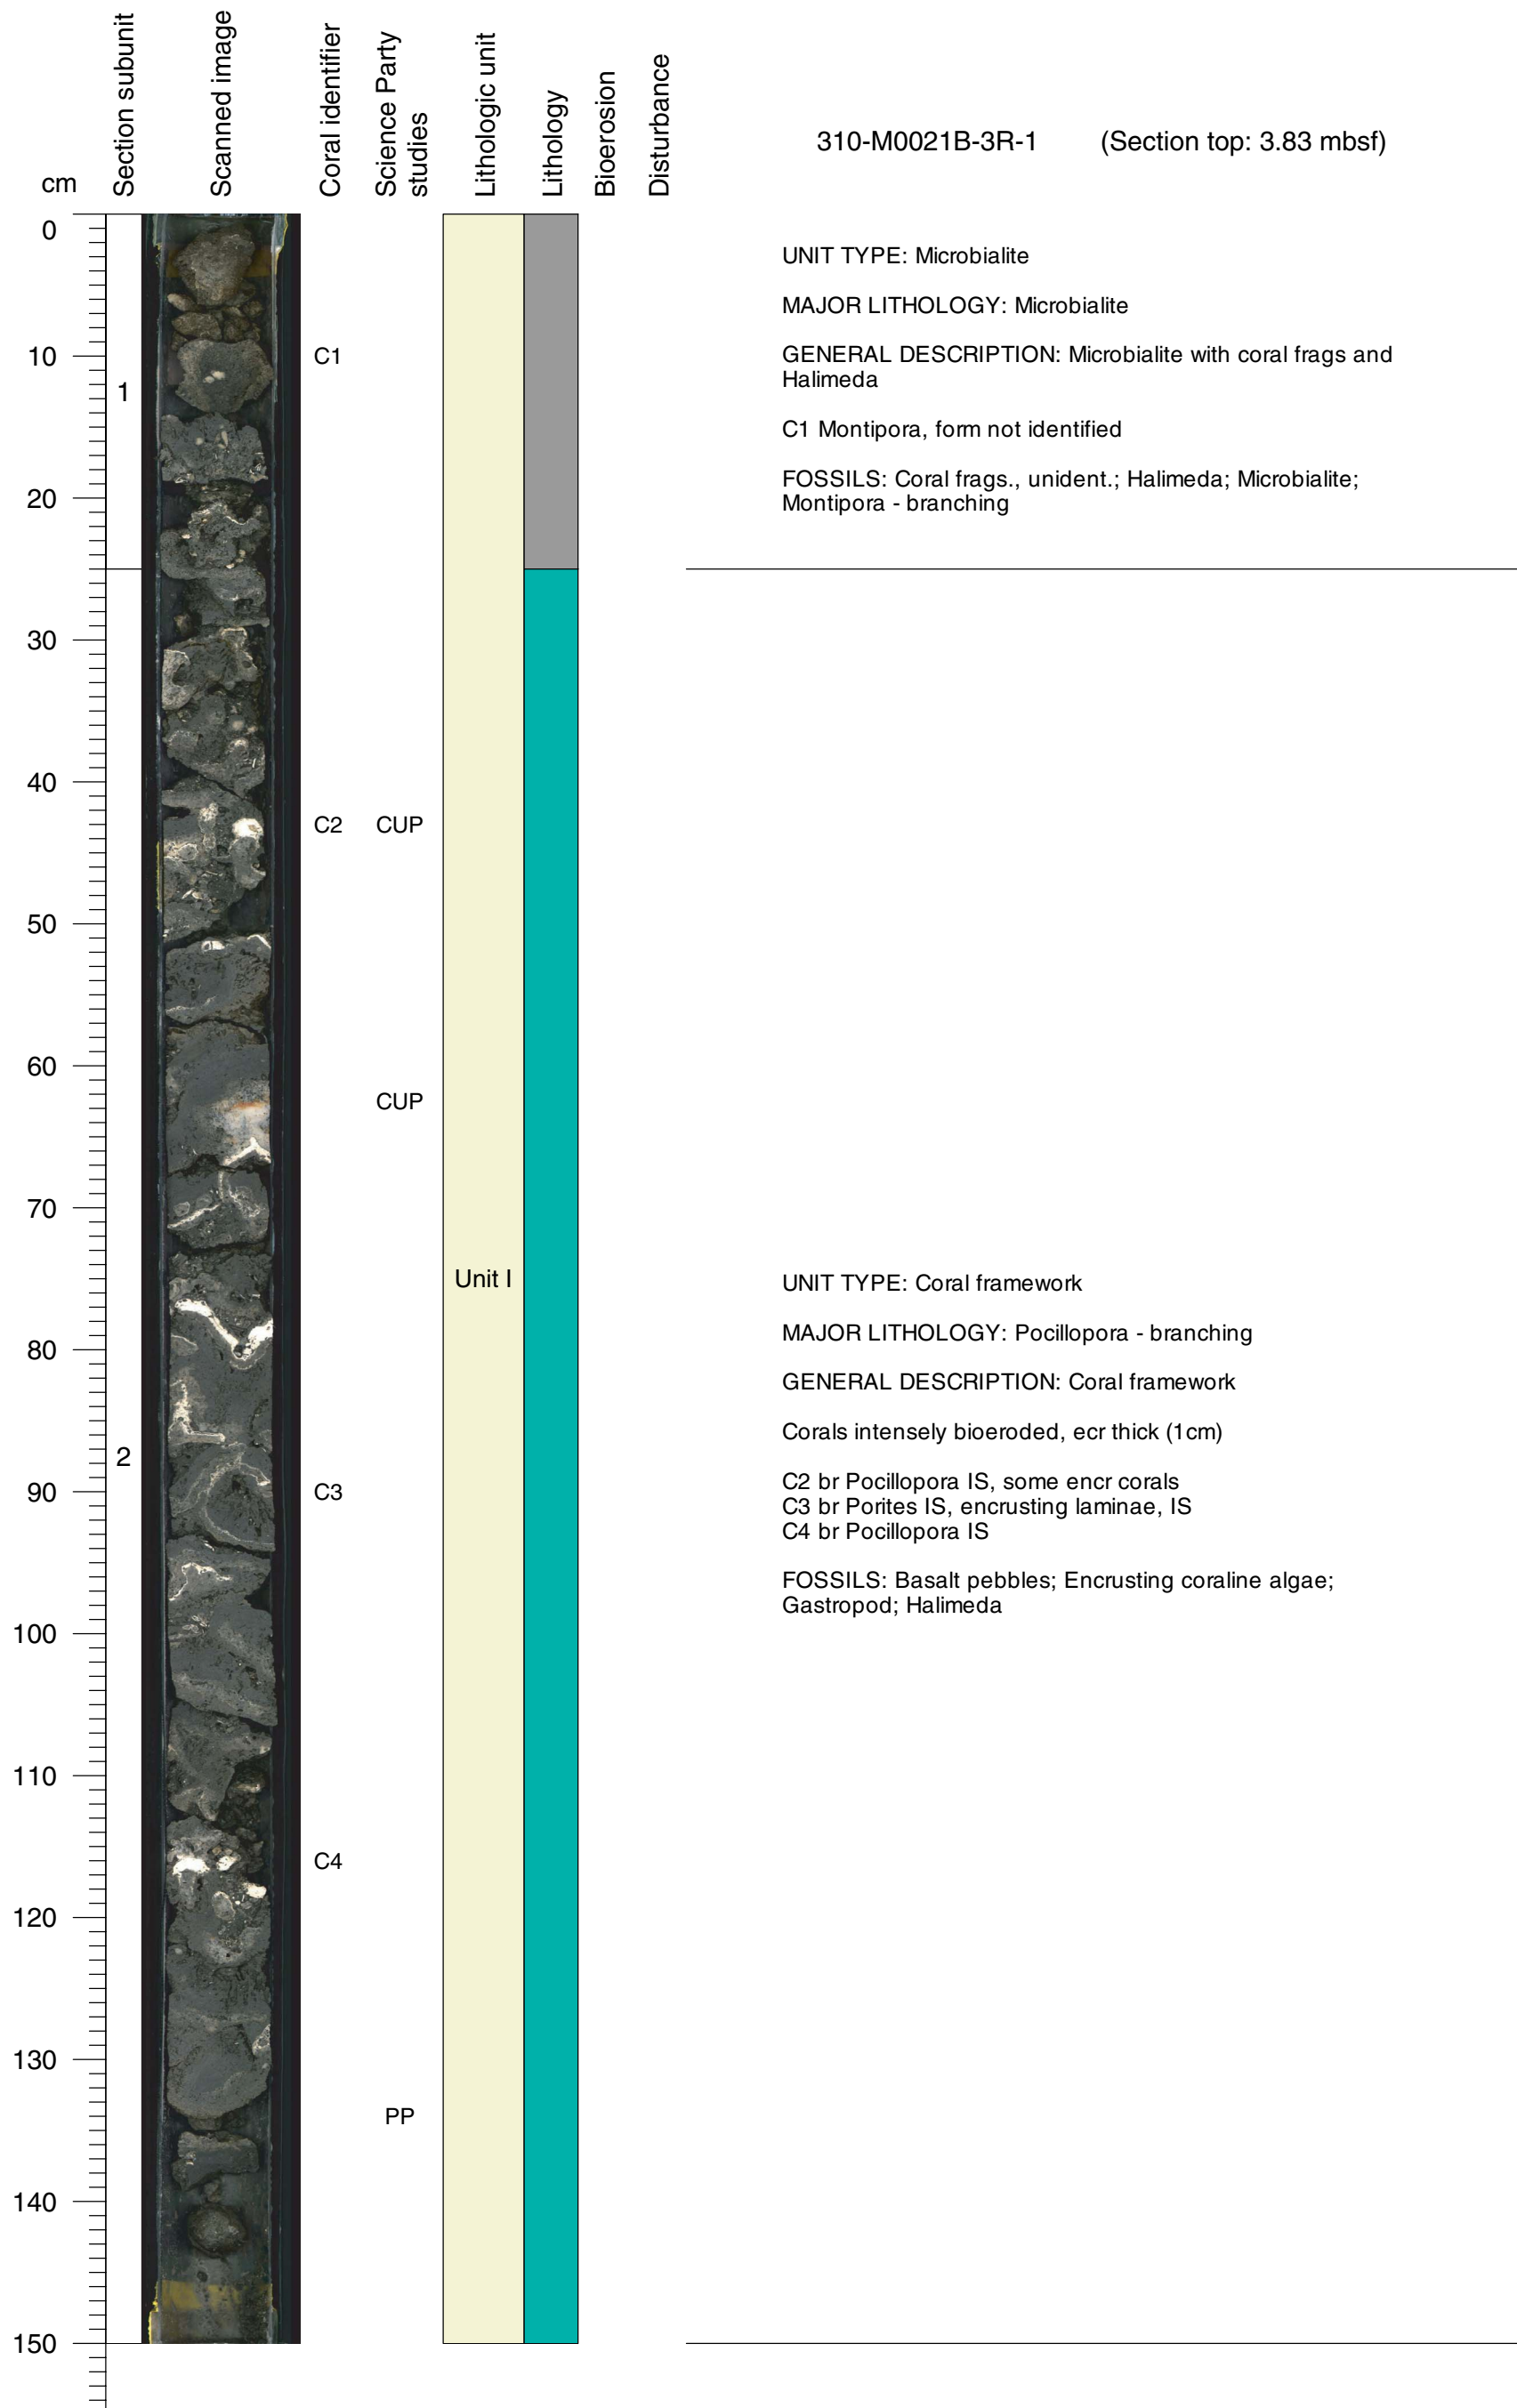 cm
Section subunit
Scanned image
Coral identifier
Science Party
studies
Lithologic unit
Lithology
Bioerosion
Disturbance
310-M0021B-3R-1 (Section top: 3.83 mbsf)
0
UNIT TYPE: Microbialite
MAJOR LITHOLOGY: Microbialite
10
C1
GENERAL DESCRIPTION: Microbialite with coral frags and
Halimeda
1
C1 Montipora, form not identified
20
FOSSILS: Coral frags., unident.; Halimeda; Microbialite;
Montipora - branching
30
40
C2 CUP
50
60
CUP
70
Unit I
UNIT TYPE: Coral framework
80
MAJOR LITHOLOGY: Pocillopora - branching
GENERAL DESCRIPTION: Coral framework
Corals intensely bioeroded, ecr thick (1cm)
2
90
C3
C2 br Pocillopora IS, some encr corals
C3 br Porites IS, encrusting laminae, IS
C4 br Pocillopora IS
FOSSILS: Basalt pebbles; Encrusting coraline algae;
Gastropod; Halimeda
100
110
C4
120
130
PP
140
150